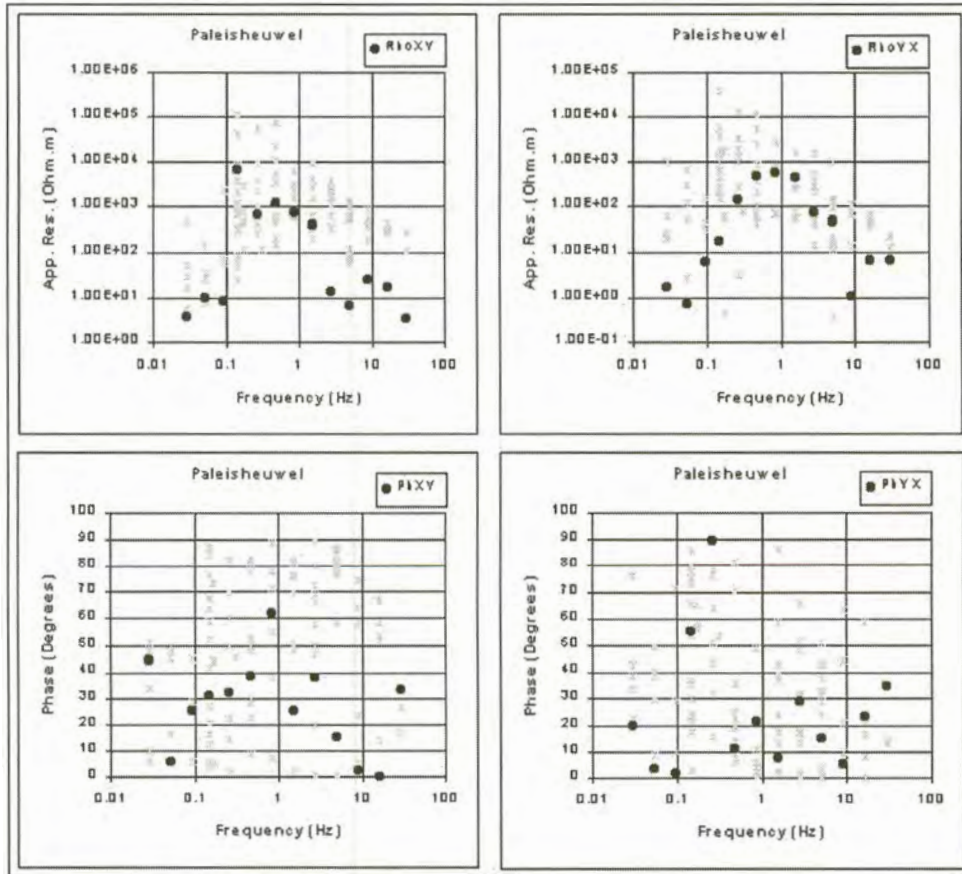 Paleisheuwel
RhoXY
1.00E+06
1.00E+05
1.00E+04
1.00E+03
1.00E+02
1.00E+01
1.00E+00
App. Res. (Ohm.m)
0.01 0.1 1 10 100
Frequency (Hz)
Paleisheuwel
RhoYX
1.00E+05
1.00E+04
1.00E+03
1.00E+02
1.00E+01
1.00E+00
1.00E-01
App. Res. (Ohm.m)
0.01 0.1 1 10 100
Frequency (Hz)
Paleisheuwel
PhXY
100
90
80
70
60
50
40
30
20
10
0
Phase (Degrees)
0.01 0.1 1 10 100
Frequency (Hz)
Paleisheuwel
PhYX
100
90
80
70
60
50
40
30
20
10
0
Phase (Degrees)
0.01 0.1 1 10 100
Frequency (Hz)